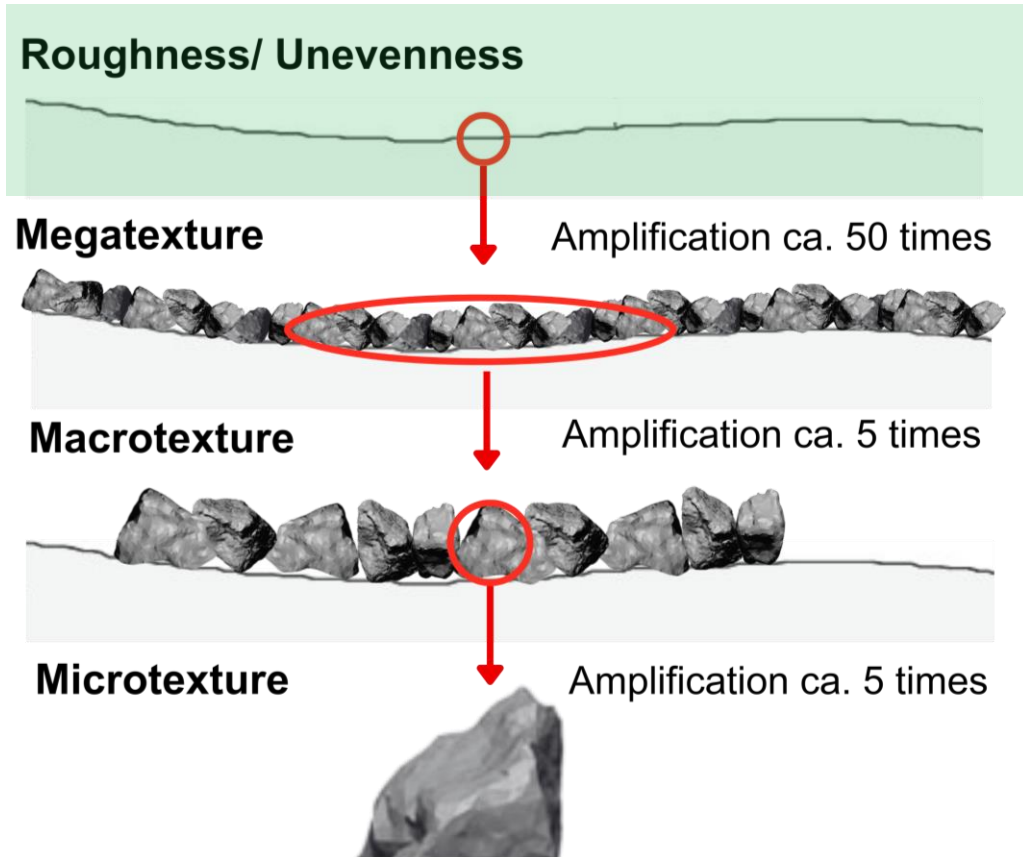 Roughness/ Unevenness
Megatexture
Amplification ca. 50 times
Macrotexture
Amplification ca. 5 times
Microtexture
Amplification ca. 5 times